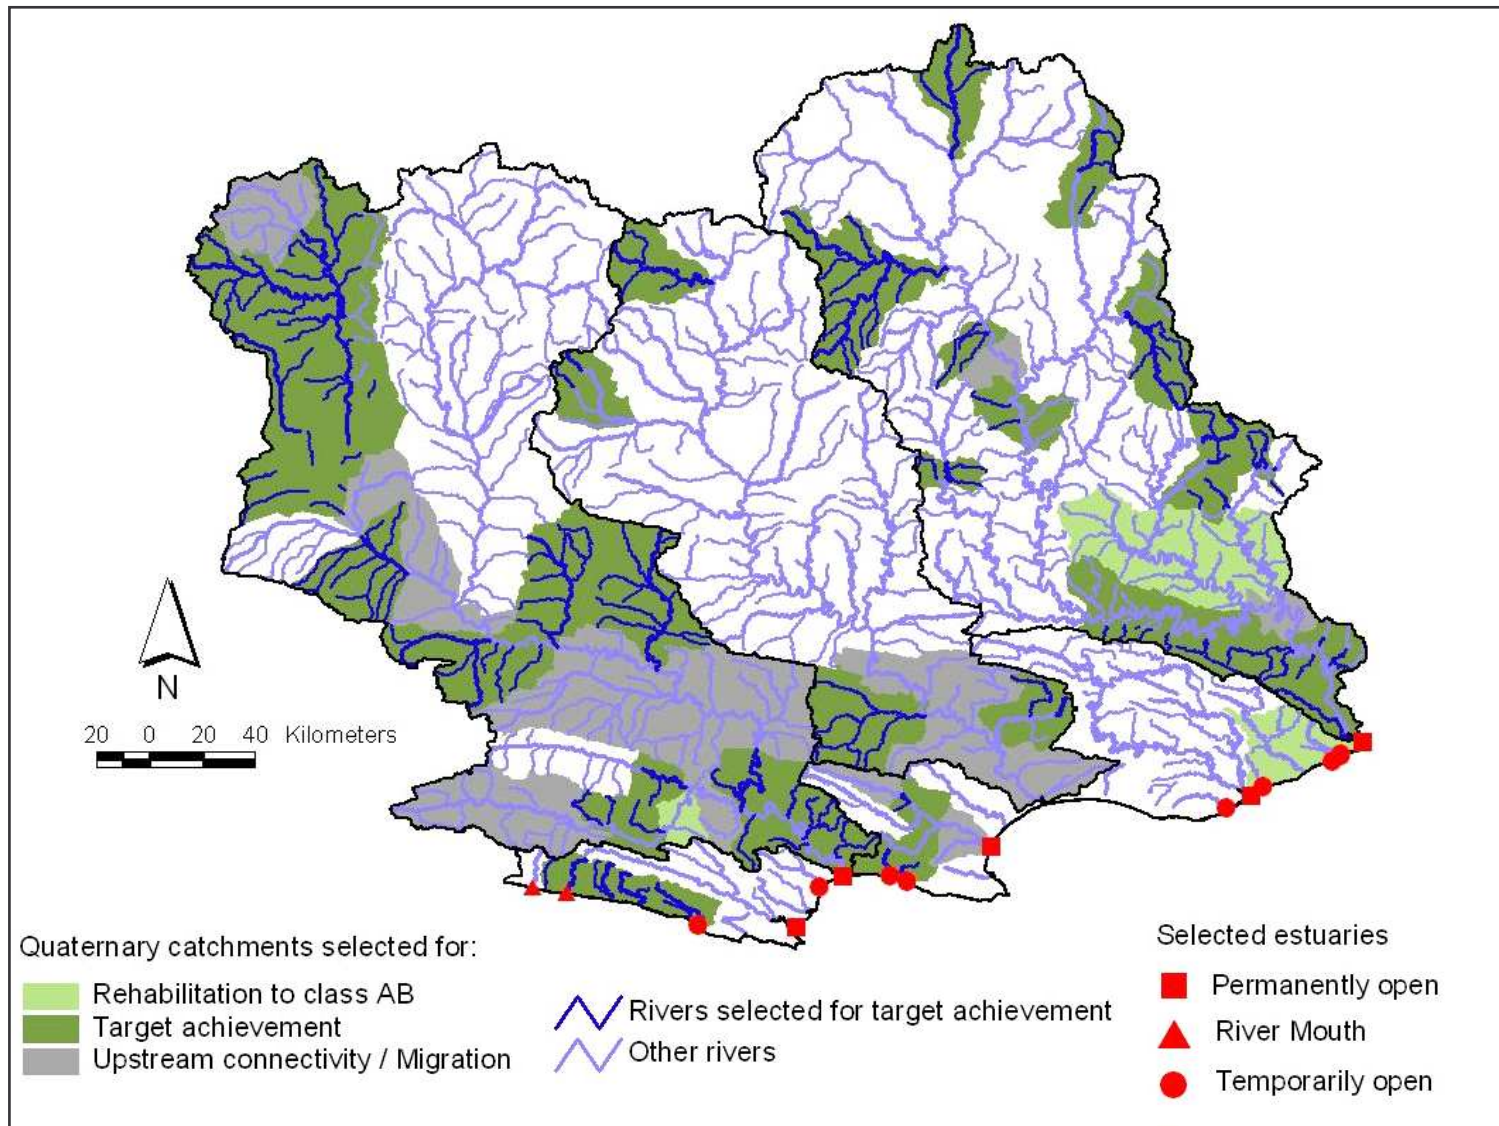 N
20 0 20 40 Kilometers
Quaternary catchments selected for:
Rehabilitation to class AB
Target achievement
Upstream connectivity / Migration
Rivers selected for target achievement
Other rivers
Selected estuaries
Permanently open
River Mouth
Temporarily open